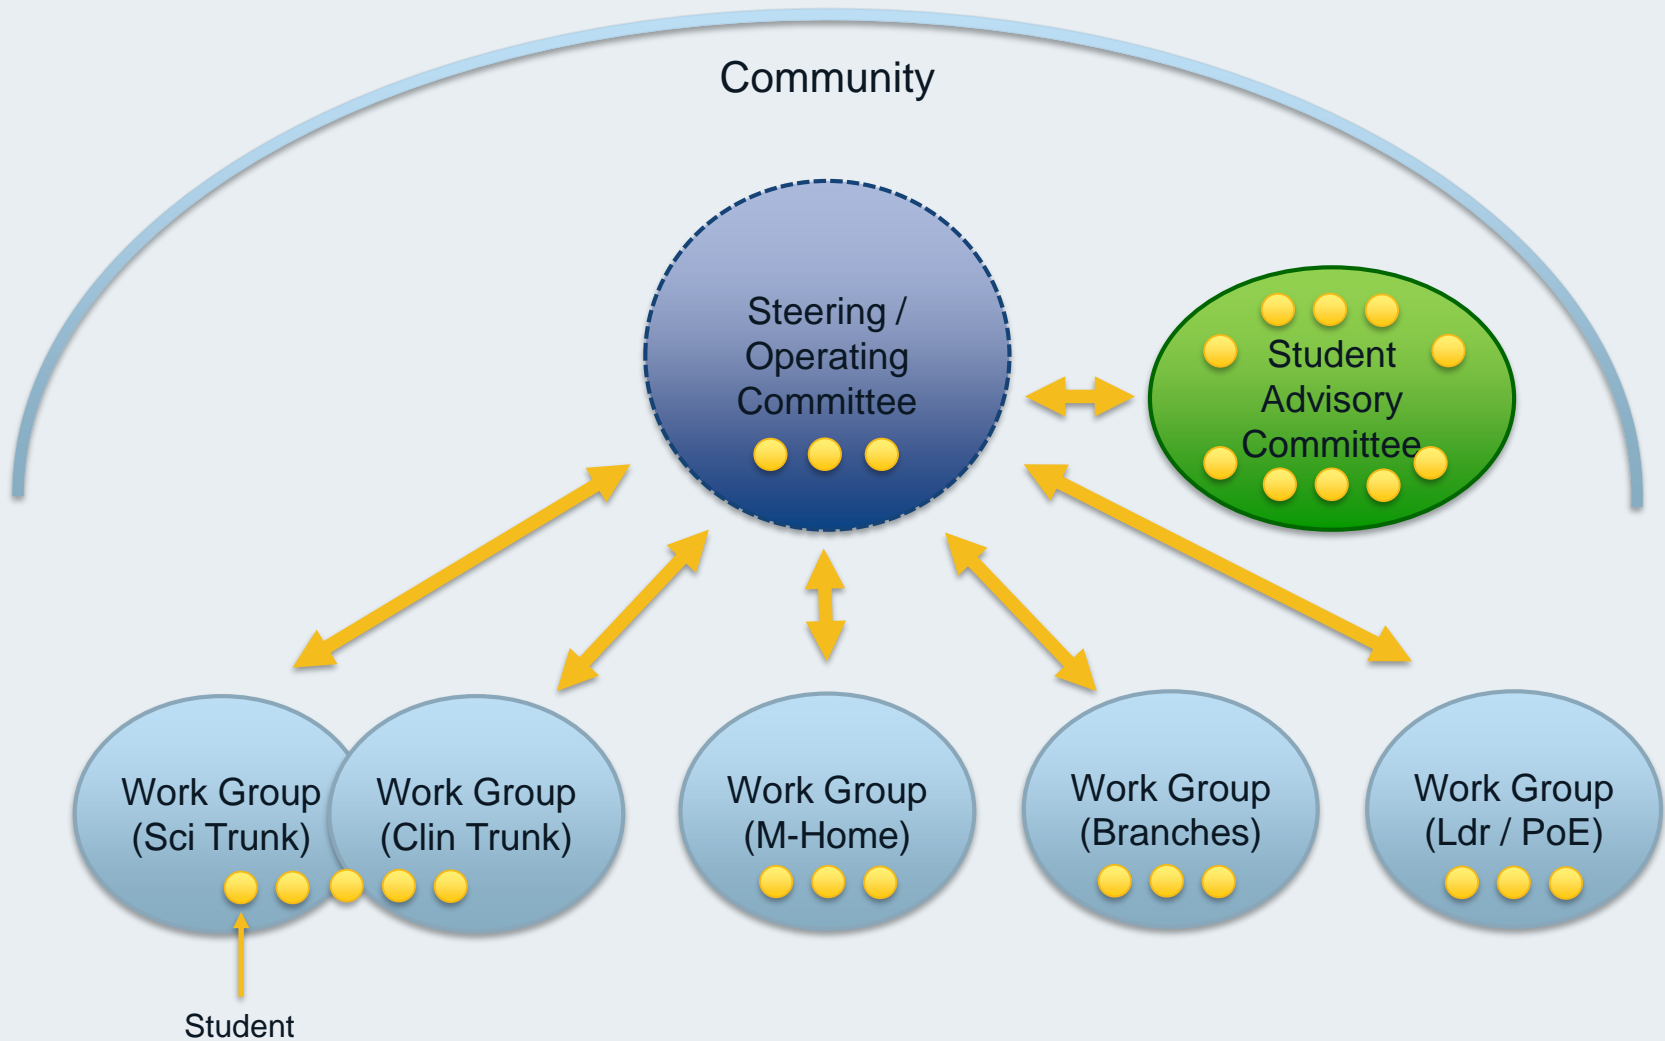 Community
Steering /
Operating
Committee
Student
Advisory
Committee
Work Group
(Sci Trunk)
Work Group
(Clin Trunk)
Work Group
(M-Home)
Work Group
(Branches)
Work Group
(Ldr / PoE)
Student